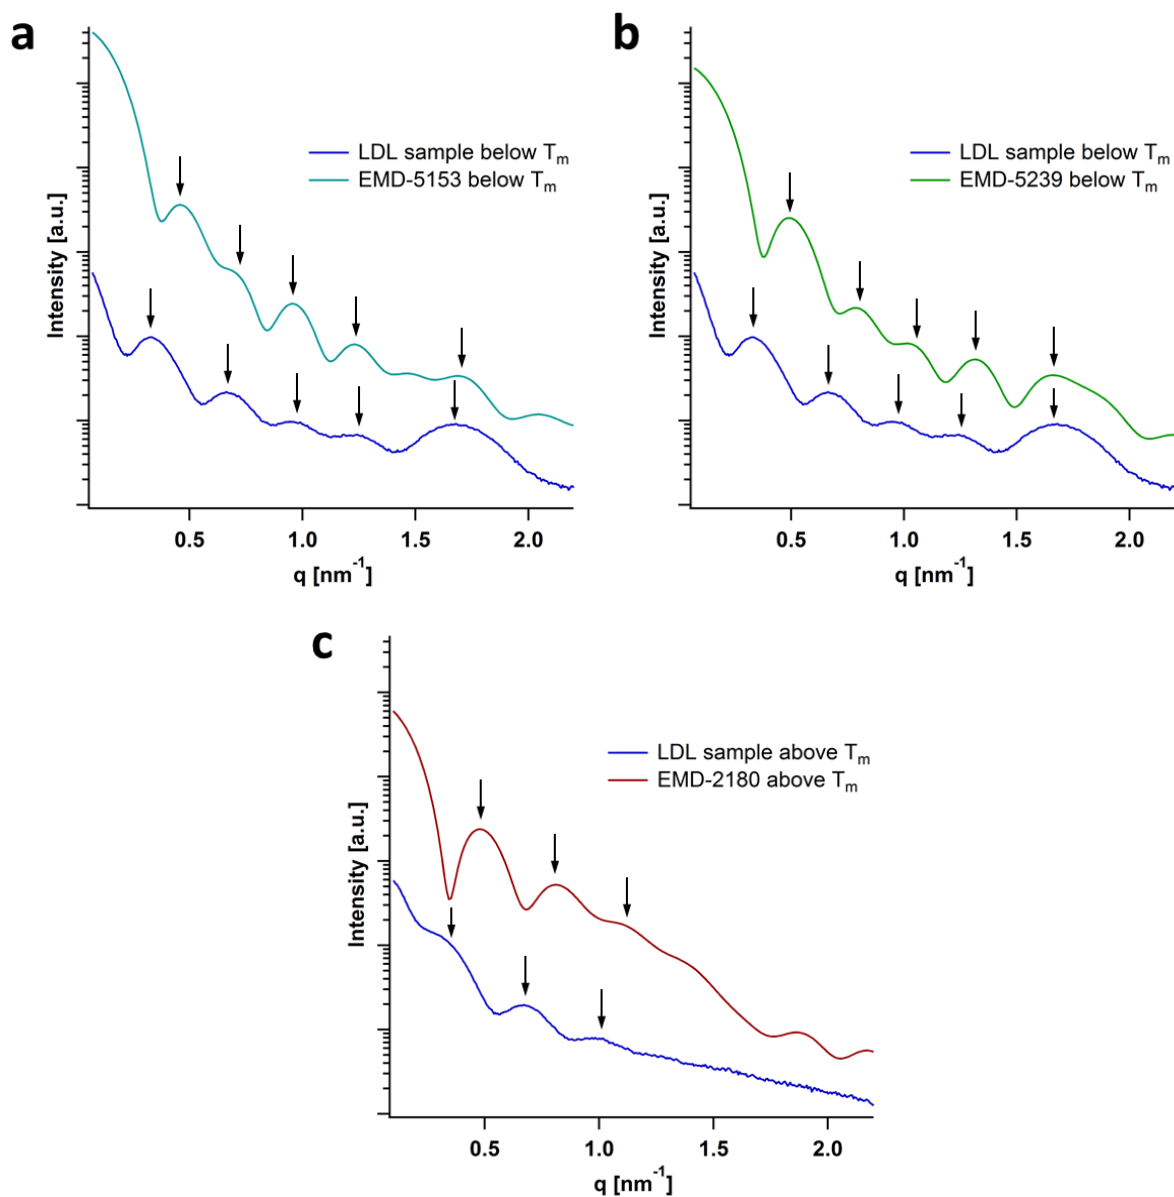 a
LDL sample below Tm
EMD-5153 below Tm
Intensity [a.u.]
0.5 1.0 1.5 2.0
q [nm-1]
b
LDL sample below Tm
EMD-5239 below Tm
Intensity [a.u.]
0.5 1.0 1.5 2.0
q [nm-1]
c
LDL sample above Tm
EMD-2180 above Tm
Intensity [a.u.]
0.5 1.0 1.5 2.0
q [nm-1]